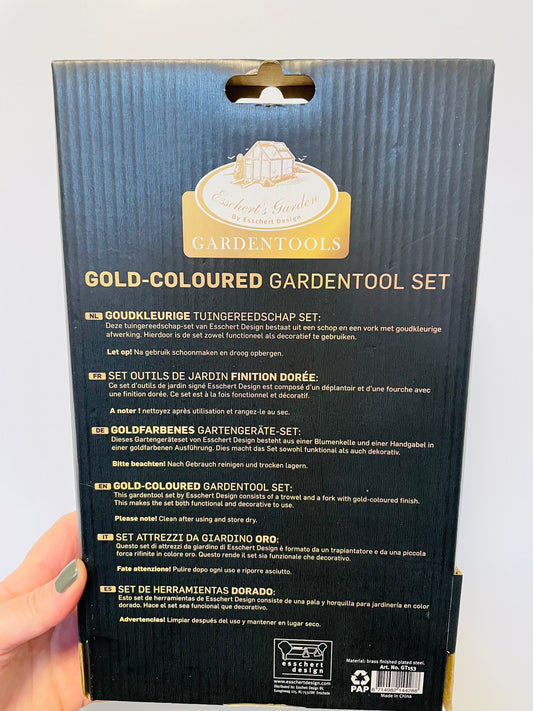 Esschert's Garden
By Esschert Design
GARDENTOOLS
GOLD-COLOURED GARDENTOOL SET
NL GOUDKLEURIGE TUINGEREEDSCHAP SET:
Deze tuingereedschap-set van Esschert Design bestaat uit een schop en een vork met goudkleurige
afwerking. Hierdoor is de set zowel functioneel als decoratief te gebruiken.
Let op! Na gebruik schoonmaken en droog opbergen.
FR SET OUTILS DE JARDIN FINITION DORÉE:
Ce set d'outils de jardin signé Esschert Design est composé d'un déplantoir et d'une fourche avec
une finition dorée. Ce set est à la fois fonctionnel et décoratif.
A noter ! nettoyez après utilisation et rangez-le au sec.
DE GOLDFARBENES GARTENGERÄTE-SET:
Dieses Gartengeräteset von Esschert Design besteht aus einer Blumenkelle und einer Handgabel in
einer goldfarbenen Ausführung. Dies macht das Set sowohl funktional als auch dekorativ.
Bitte beachten! Nach Gebrauch reinigen und trocken lagern.
EN GOLD-COLOURED GARDENTOOL SET:
This gardentool set by Esschert Design consists of a trowel and a fork with gold-coloured finish.
This makes the set both functional and decorative to use.
Please note! Clean after using and store dry.
IT SET ATTREZZI DA GIARDINO ORO:
Questo set di attrezzi da giardino di Esschert Design è formato da un trapiantatore e da una piccola
forca rifinite in colore oro. Questo rende il set sia funzionale che decorativo.
Fate attenzione! Pulire dopo ogni uso e riporre asciutto.
ES SET DE HERRAMIENTAS DORADO:
Esto set de herramientas de Esschert Design consiste de una pala y horquilla para jardinería en color
dorado. Hace el set sea funcional que decorativo.
Advertencias! Limpiar después del uso y mantener en lugar seco.
esschert
design
www.esschertdesign.com
Distributed by: Esschert Design BV,
Euregioweg 225, NL-7532SM Enschede
Material: brass finished plated steel.
Art. No. GT153
PAP
8 714982 144288
Made in China